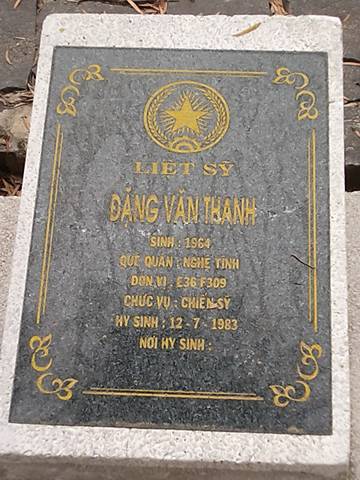 LIỆT SỸ
ĐẶNG VĂN THANH
SINH : 1964
QUÊ QUÁN : NGHỆ TĨNH
ĐƠN VỊ : E36 F309
CHỨC VỤ : CHIẾN SỸ
HY SINH : 12 - 7 - 1983
NƠI HY SINH :